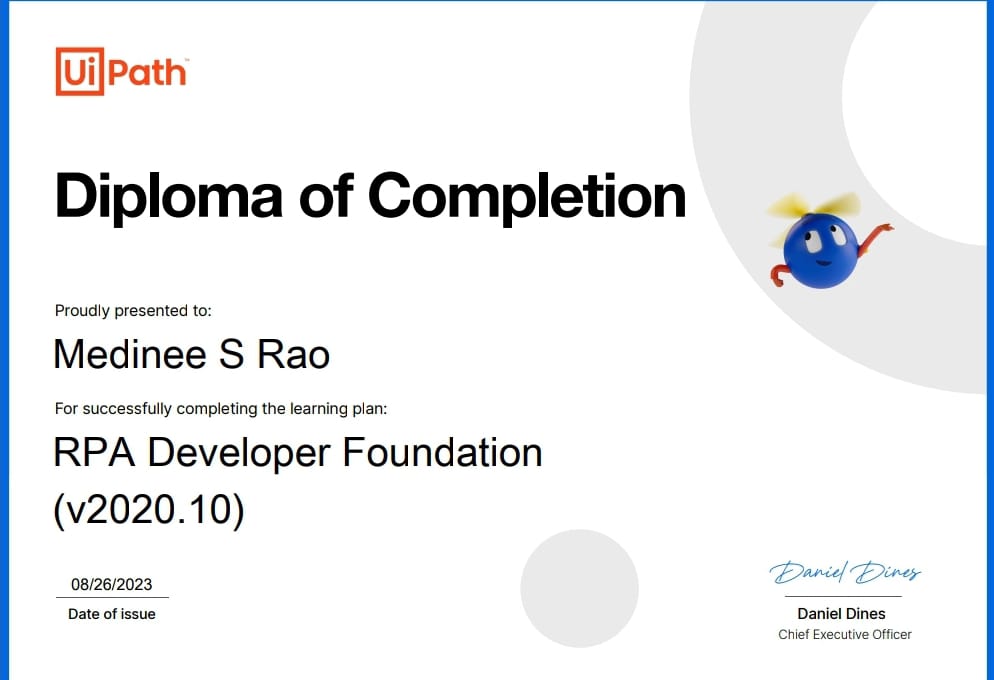 UiPath™
Diploma of Completion
Proudly presented to:
Medinee S Rao
For successfully completing the learning plan:
RPA Developer Foundation
(v2020.10)
08/26/2023
Date of issue
Daniel Dines
Daniel Dines
Chief Executive Officer